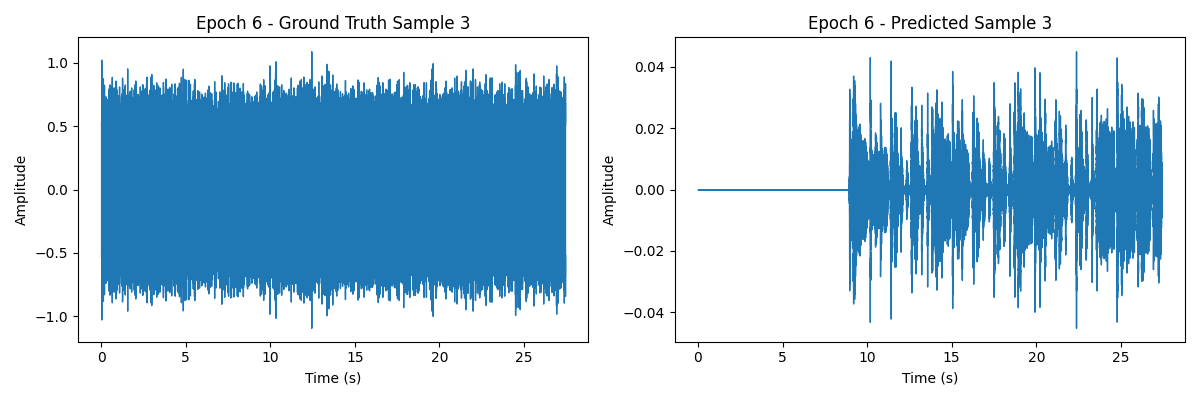 Epoch 6 - Ground Truth Sample 3
1.0
0.5
0.0
−0.5
−1.0
Amplitude
0 5 10 15 20 25
Time (s)
Epoch 6 - Predicted Sample 3
0.04
0.02
0.00
−0.02
−0.04
Amplitude
0 5 10 15 20 25
Time (s)